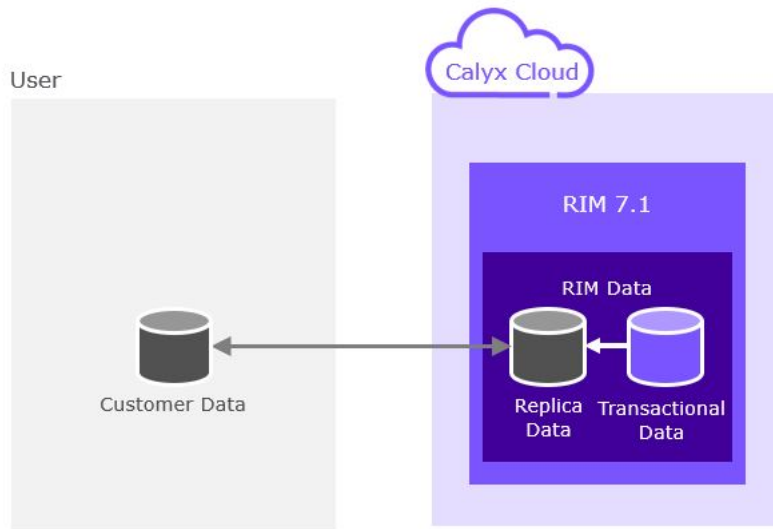 User
Calyx Cloud
RIM 7.1
RIM Data
Customer Data
Replica
Data
Transactional
Data